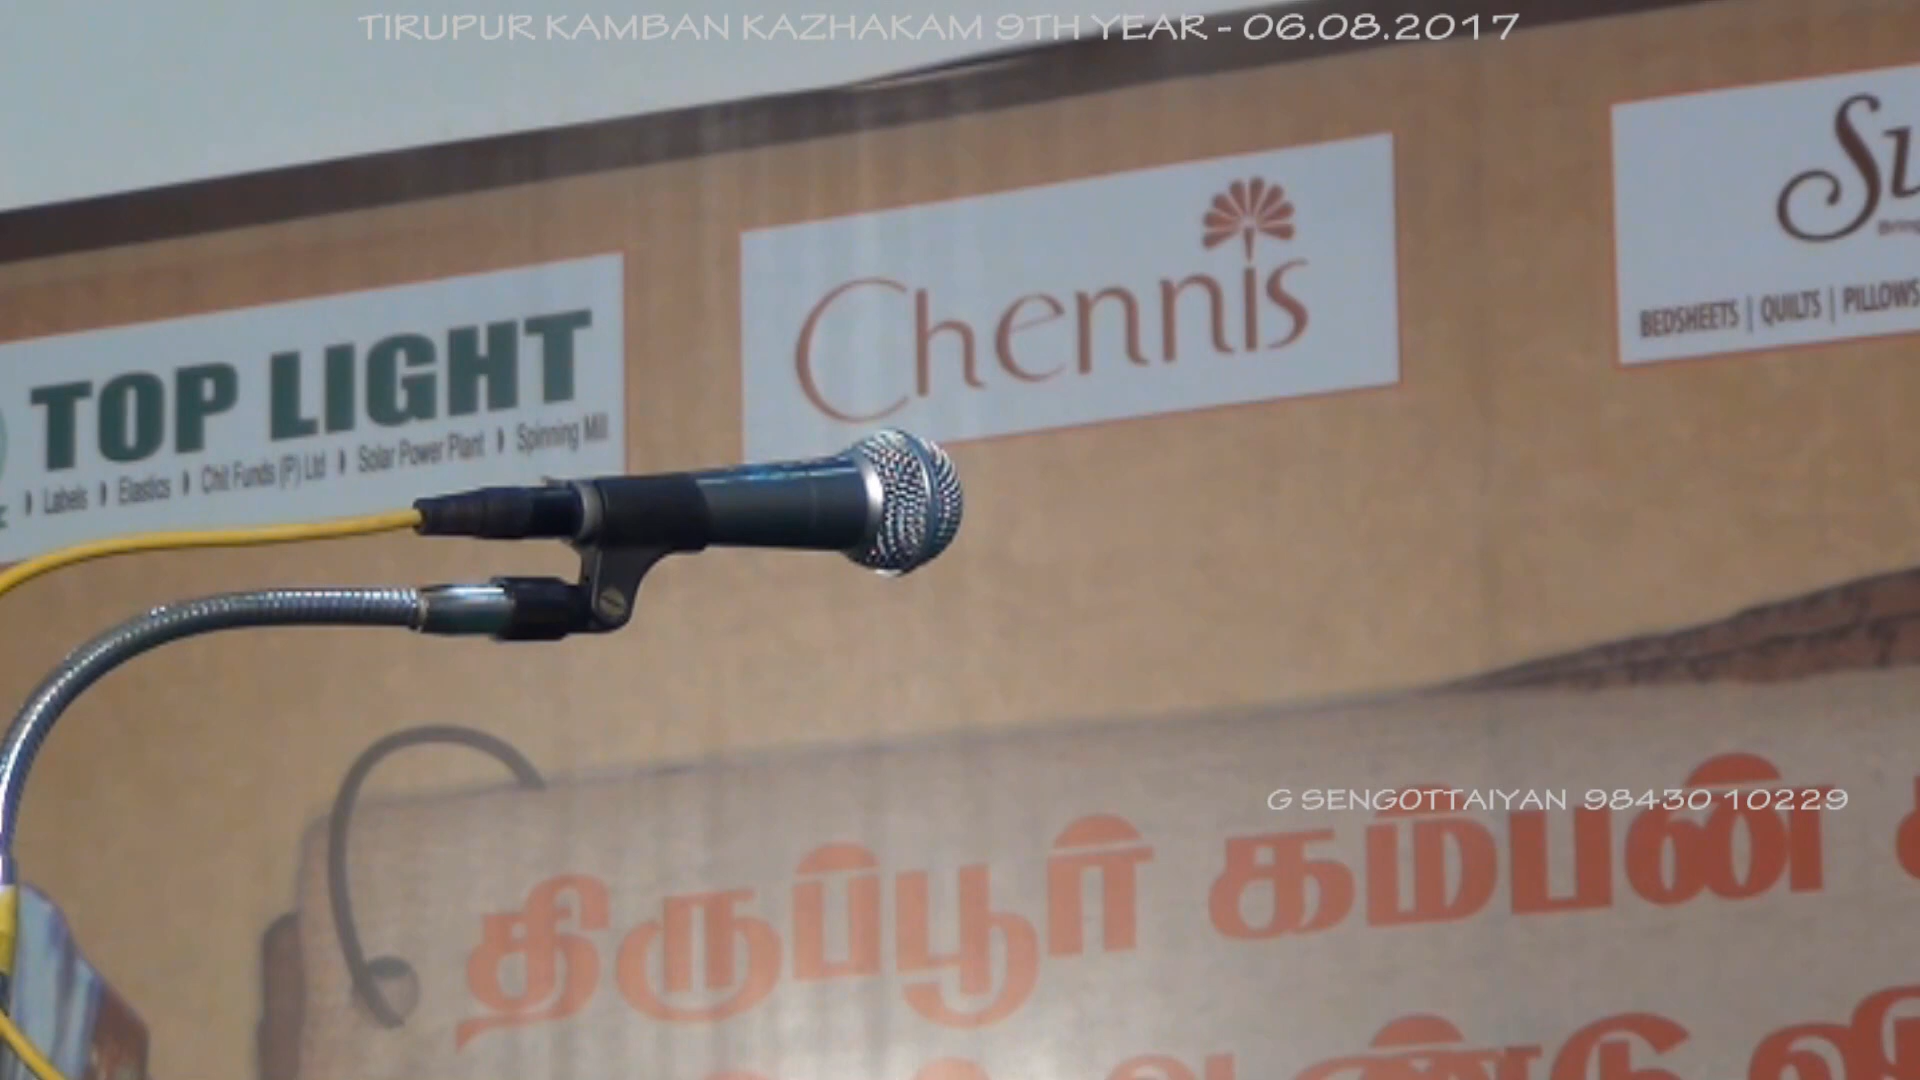 TIRUPUR KAMBAN KAZHAKAM 9TH YEAR - 06.08.2017
TOP LIGHT
Labels Elastics Chit Funds (P) Ltd Solar Power Plant Spinning Mill
Chennis
BEDSHEETS | QUILTS | PILLOWS
G SENGOTTAIYAN 98430 10229
திருப்பூர் கம்பன்